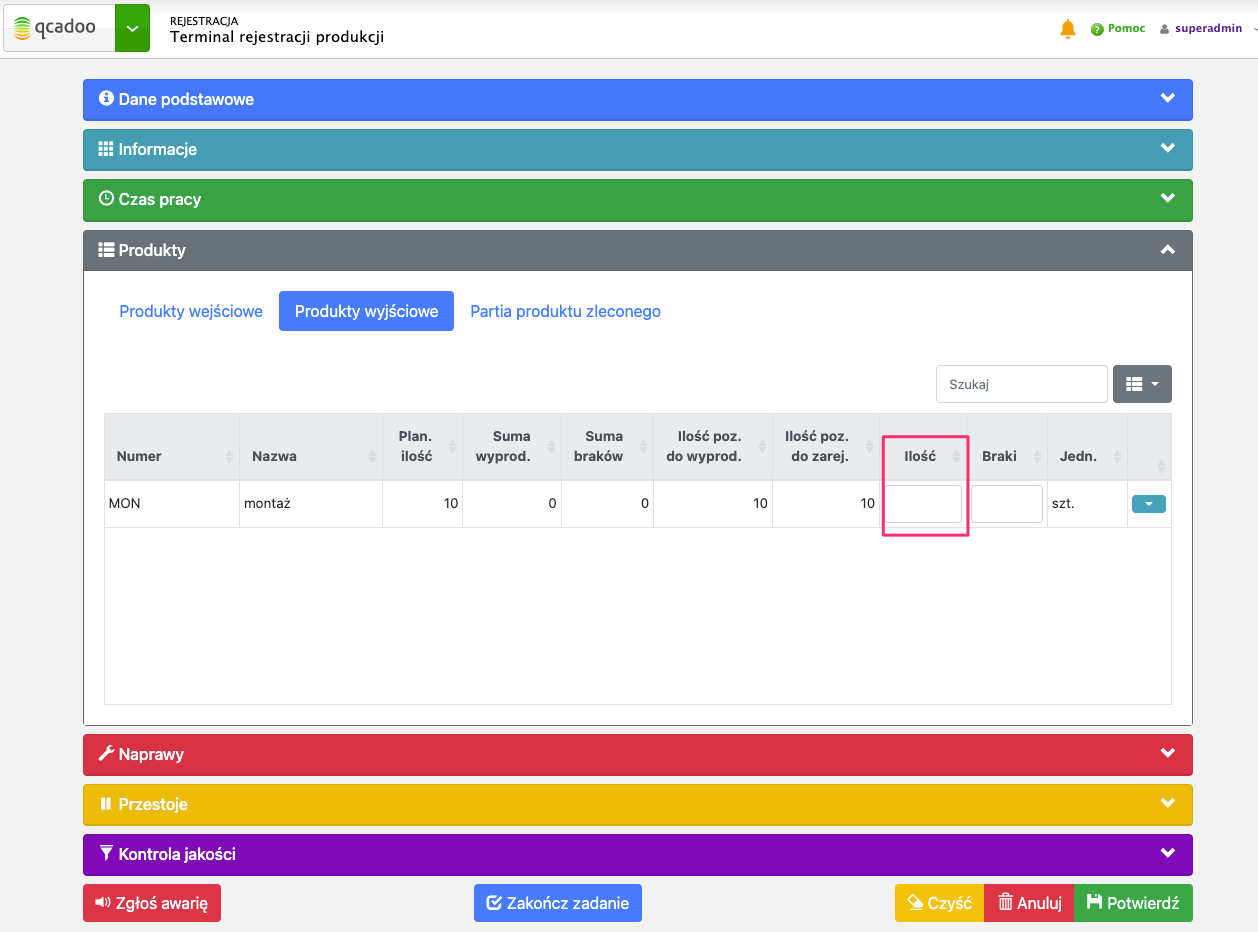 qcadoo
REJESTRACJA
Terminal rejestracji produkcji
Pomoc
superadmin
Dane podstawowe
Informacje
Czas pracy
Produkty
Produkty wejściowe
Produkty wyjściowe
Partia produktu zleconego
Szukaj
Numer
Nazwa
Plan.
ilość
Suma
wyprod.
Suma
braków
Ilość poz.
do wyprod.
Ilość poz.
do zarej.
Ilość
Braki
Jedn.
MON montaż 10 0 0 10 10 szt.
Naprawy
Przestoje
Kontrola jakości
Zgłoś awarię
Zakończ zadanie
Czyść
Anuluj
Potwierdź